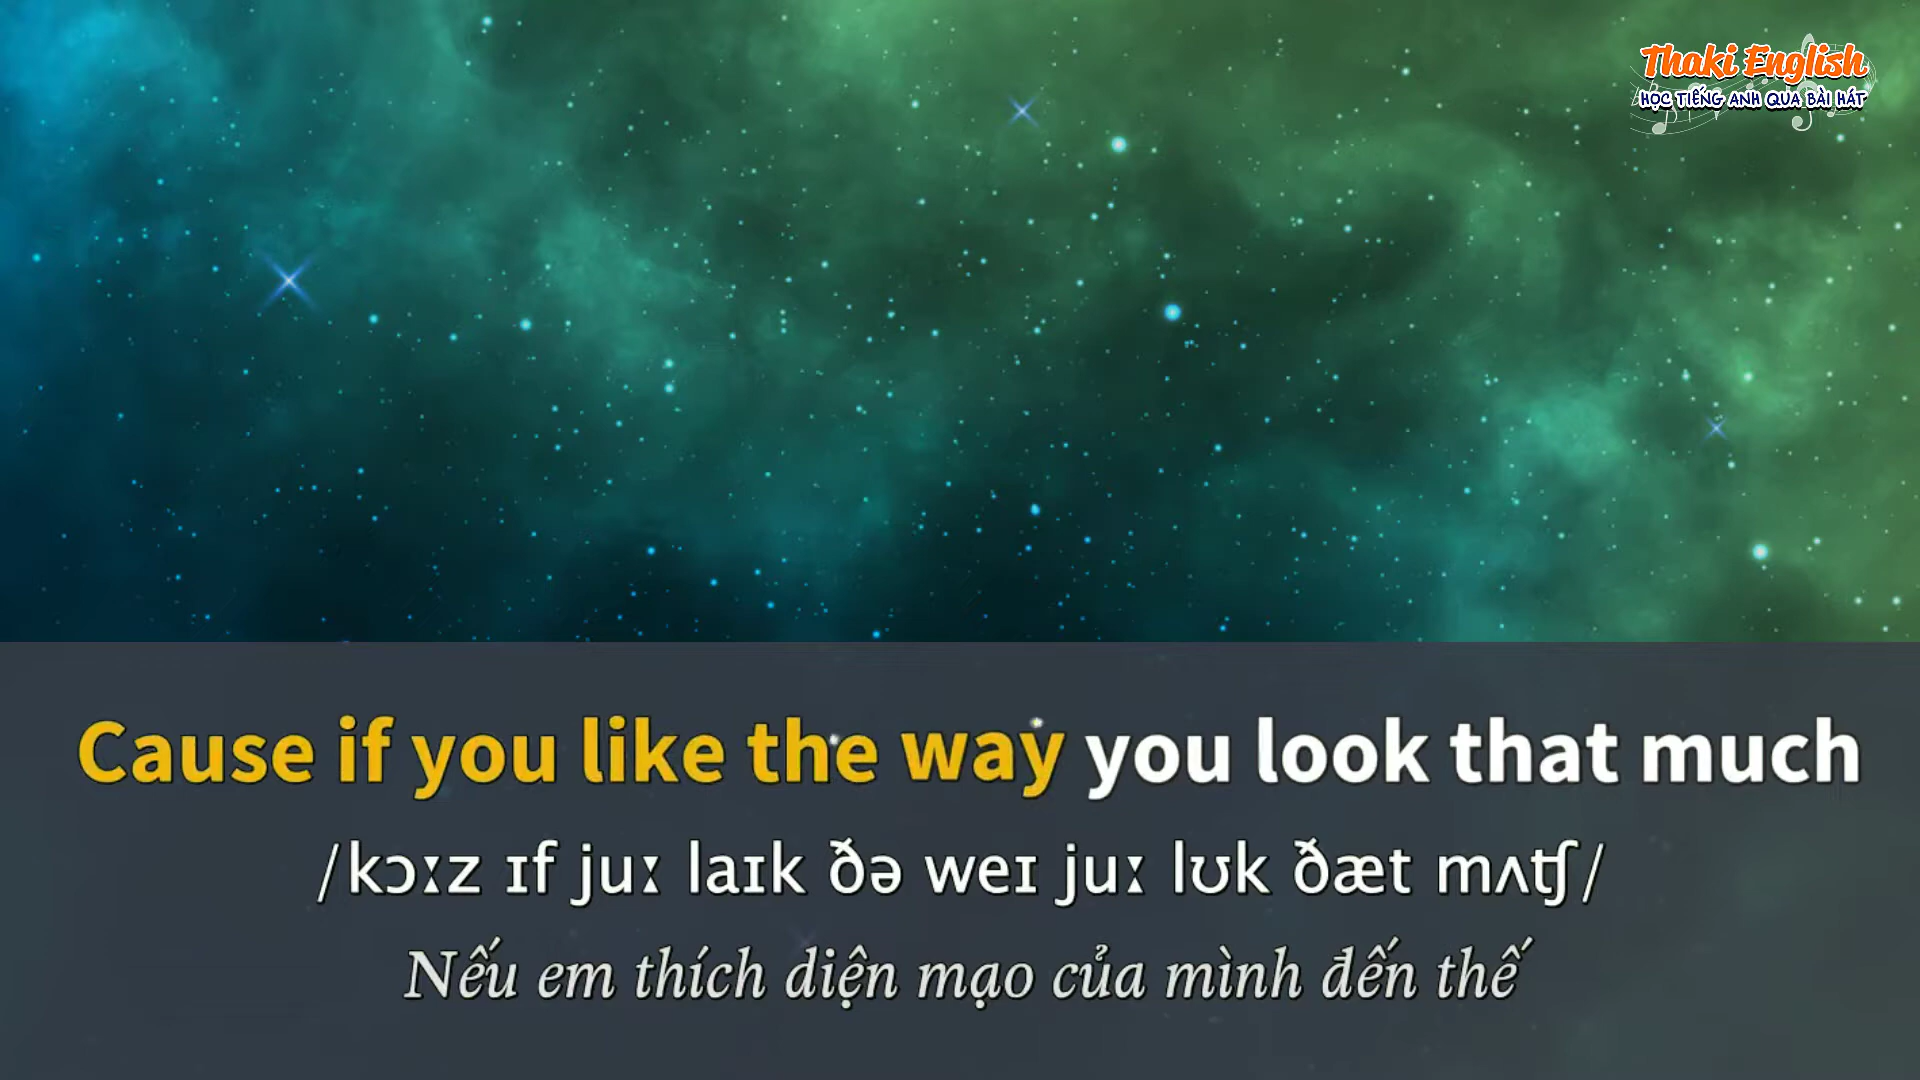 Thaki English
HỌC TIẾNG ANH QUA BÀI HÁT
Cause if you like the way you look that much
/kɔːz ɪf juː laɪk ðə weɪ juː lʊk ðæt mʌʧ/
Nếu em thích diện mạo của mình đến thế